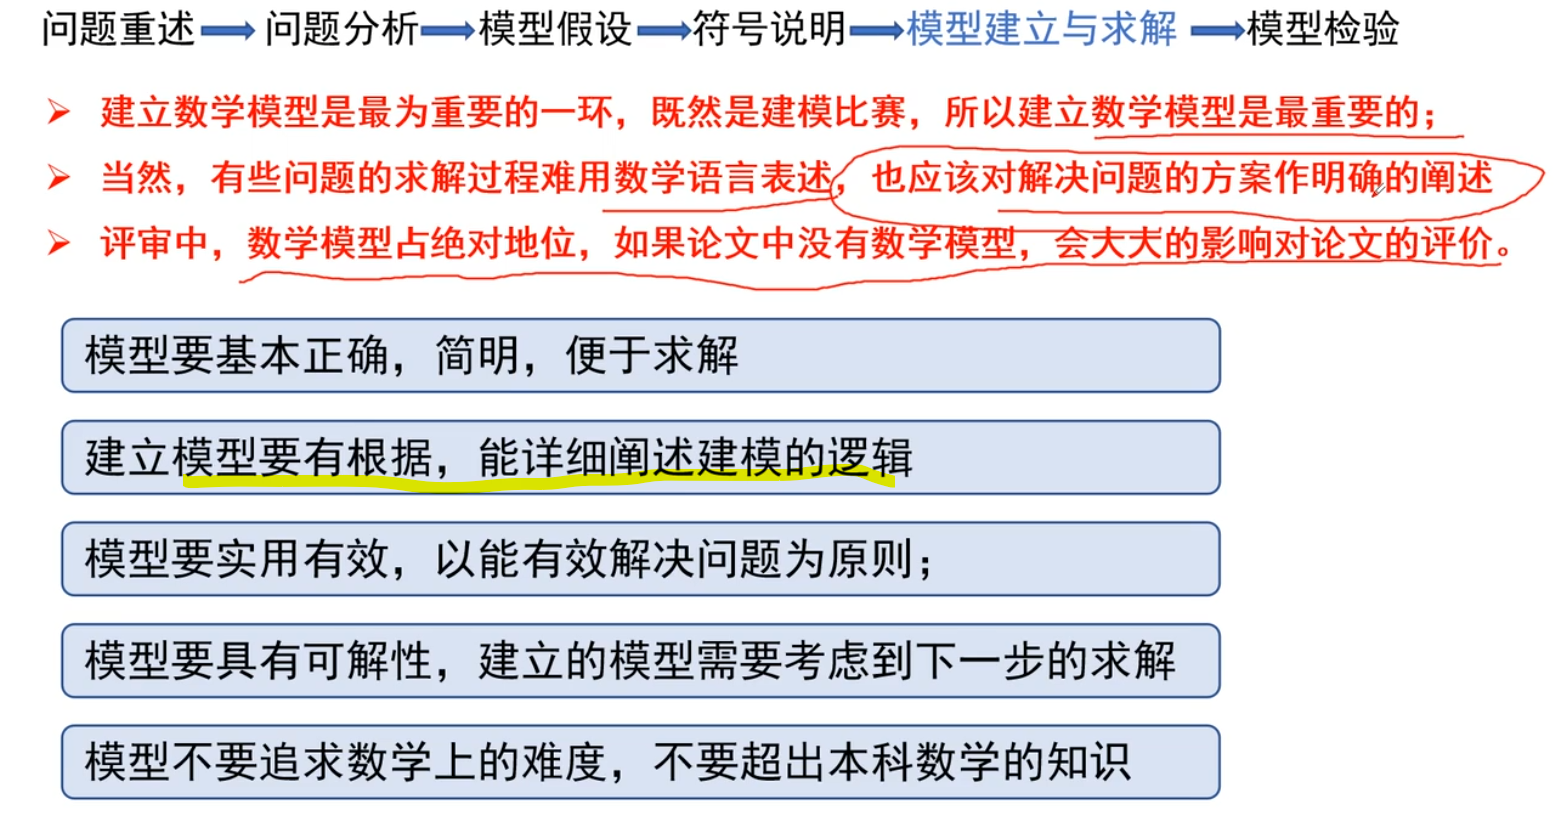 问题重述 问题分析 模型假设 符号说明 模型建立与求解 模型检验
建立数学模型是最为重要的一环，既然是建模比赛，所以建立数学模型是最重要的；
当然，有些问题的求解过程难用数学语言表述，也应该对解决问题的方案作明确的阐述
评审中，数学模型占绝对地位，如果论文中没有数学模型，会大大的影响对论文的评价。
模型要基本正确，简明，便于求解
建立模型要有根据，能详细阐述建模的逻辑
模型要实用有效，以能有效解决问题为原则；
模型要具有可解性，建立的模型需要考虑到下一步的求解
模型不要追求数学上的难度，不要超出本科数学的知识